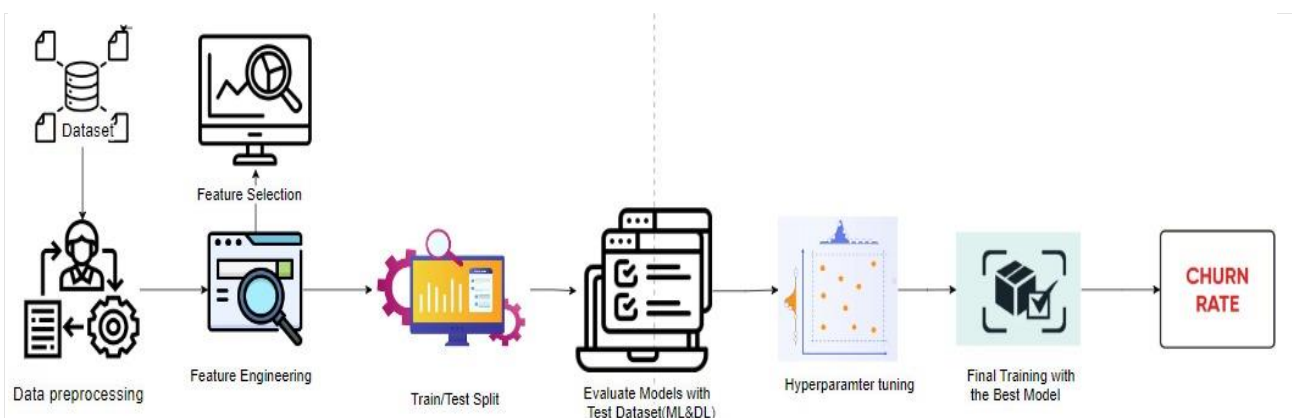 Dataset
Feature Selection
CHURN
RATE
Data preprocessing
Feature Engineering
Train/Test Split
Evaluate Models with
Test Dataset(ML&DL)
Hyperparamter tuning
Final Training with
the Best Model